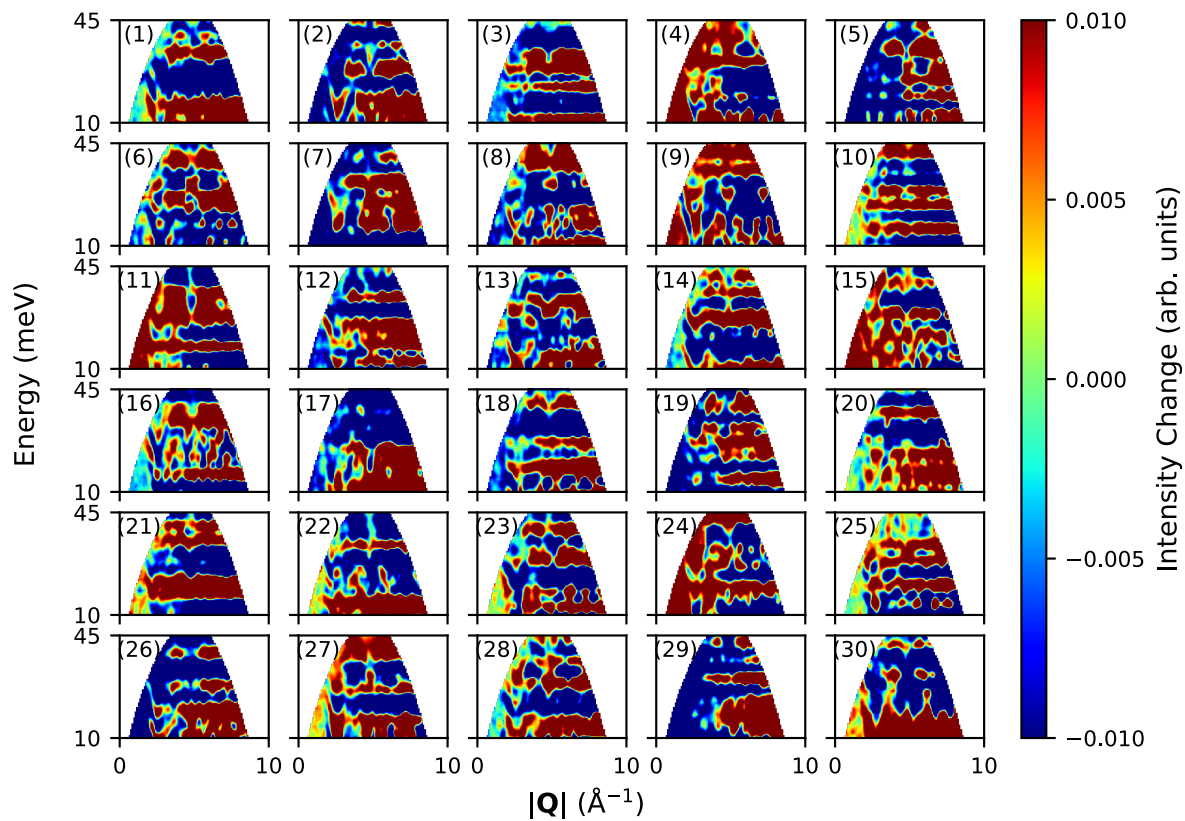 45
10
(1) (2) (3) (4) (5)
45
10
(6) (7) (8) (9) (10)
45
10
(11) (12) (13) (14) (15)
45
10
(16) (17) (18) (19) (20)
45
10
(21) (22) (23) (24) (25)
45
10
(26) (27) (28) (29) (30)
0 10 0 10 0 10 0 10 0 10
|Q| (Å⁻¹)
Energy (meV)
0.010
0.005
0.000
−0.005
−0.010
Intensity Change (arb. units)